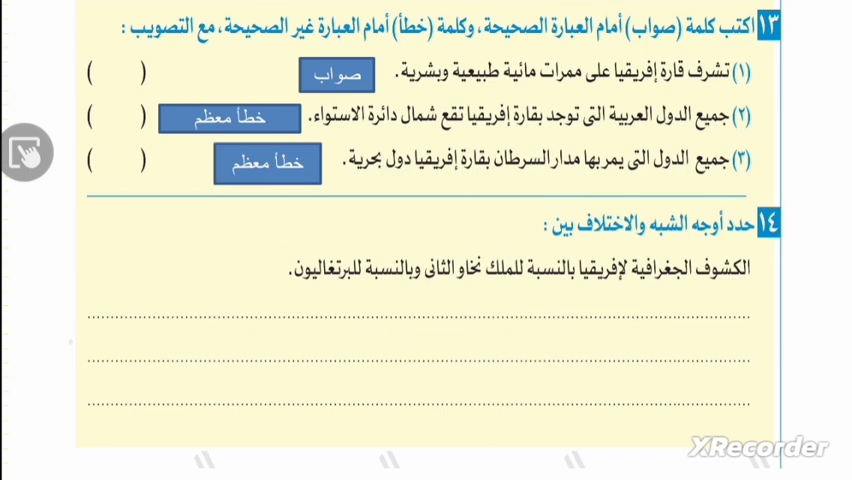 ١٣ اكتب كلمة (صواب) أمام العبارة الصحيحة، وكلمة (خطأ) أمام العبارة غير الصحيحة، مع التصويب :
(١) تشرف قارة إفريقيا على ممرات مائية طبيعية وبشرية. صواب ( )
(٢) جميع الدول العربية التى توجد بقارة إفريقيا تقع شمال دائرة الاستواء. خطأ معظم ( )
(٣) جميع الدول التى يمر بها مدار السرطان بقارة إفريقيا دول بحرية. خطأ معظم ( )
١٤ حدد أوجه الشبه والاختلاف بين :
الكشوف الجغرافية لإفريقيا بالنسبة للملك نخاو الثانى وبالنسبة للبرتغاليون.
XRecorder